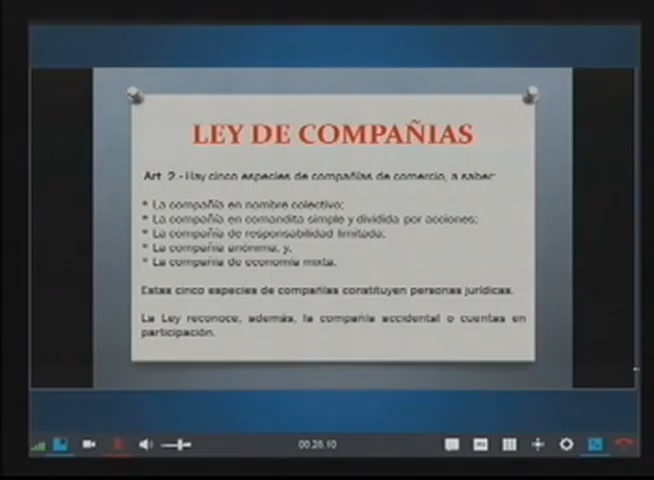 LEY DE COMPAÑIAS
Art 2 - Hay cinco especies de compañías de comercio, a saber:
* La compañía en nombre colectivo;
* La compañía en comandita simple y dividida por acciones;
* La compañía de responsabilidad limitada;
* La compañía anónima; y,
* La compañía de economía mixta.
Estas cinco especies de compañías constituyen personas jurídicas.
La Ley reconoce, además, la compañía accidental o cuentas en
participación.
00:26:10